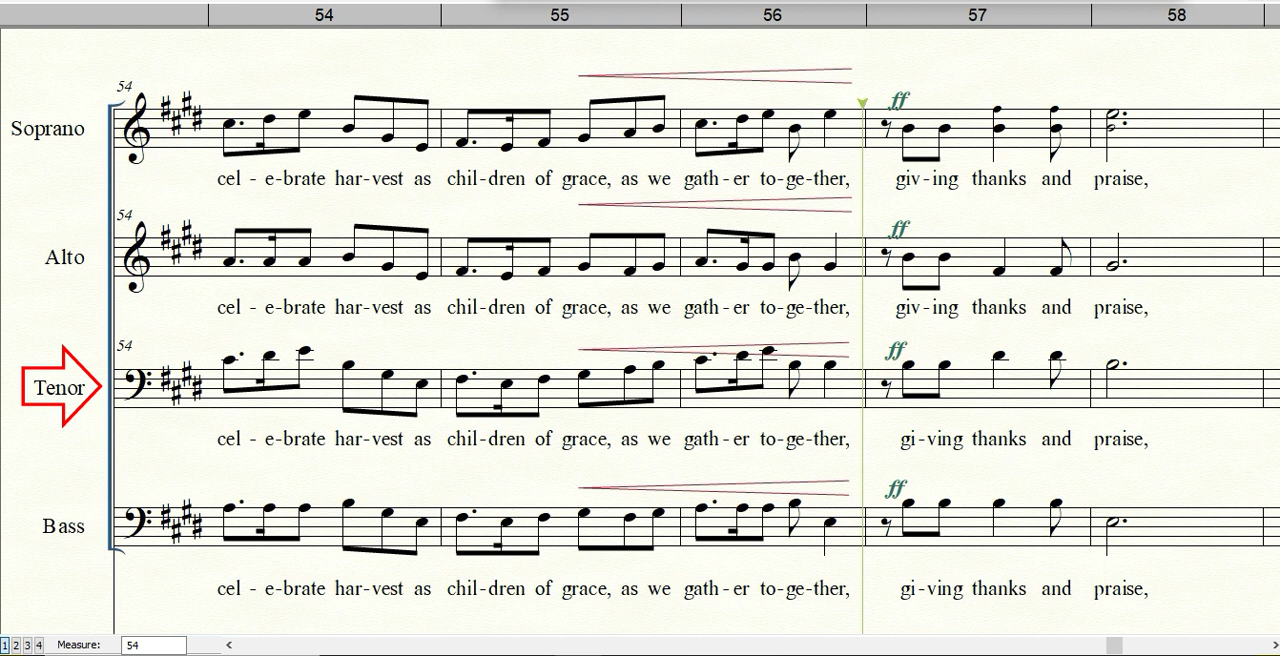 54 55 56 57 58
54
ff
Soprano
cel - e-brate har-vest as chil-dren of grace, as we gath-er to-ge-ther, giv-ing thanks and praise,
54
ff
Alto
cel - e-brate har-vest as chil-dren of grace, as we gath-er to-ge-ther, giv-ing thanks and praise,
54
ff
Tenor
cel - e-brate har-vest as chil-dren of grace, as we gath-er to-ge-ther, gi-ving thanks and praise,
ff
Bass
cel - e-brate har-vest as chil-dren of grace, as we gath-er to-ge-ther, gi-ving thanks and praise,
1 2 3 4 Measure: 54